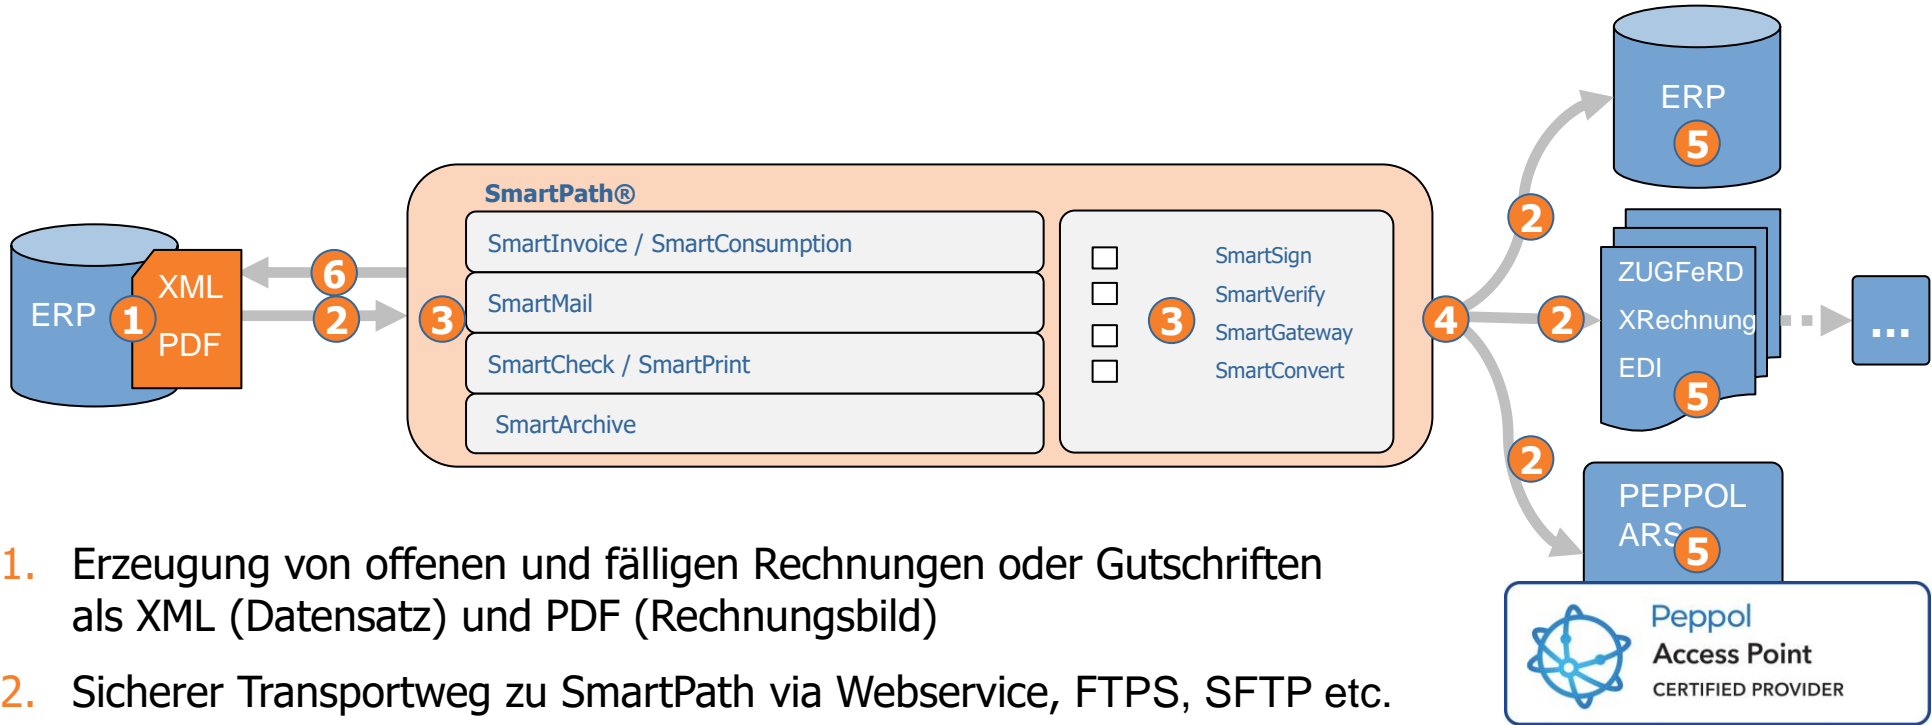 ERP
5
SmartPath®
2
SmartInvoice / SmartConsumption
SmartSign
ZUGFeRD
XML
6
SmartMail
SmartVerify
ERP
1
2
3
3
4
2
XRechnung
...
PDF
SmartCheck / SmartPrint
SmartGateway
EDI
SmartConvert
5
SmartArchive
2
PEPPOL
ARS
5
1. Erzeugung von offenen und fälligen Rechnungen oder Gutschriften
als XML (Datensatz) und PDF (Rechnungsbild)
2. Sicherer Transportweg zu SmartPath via Webservice, FTPS, SFTP etc.
Peppol
Access Point
CERTIFIED PROVIDER